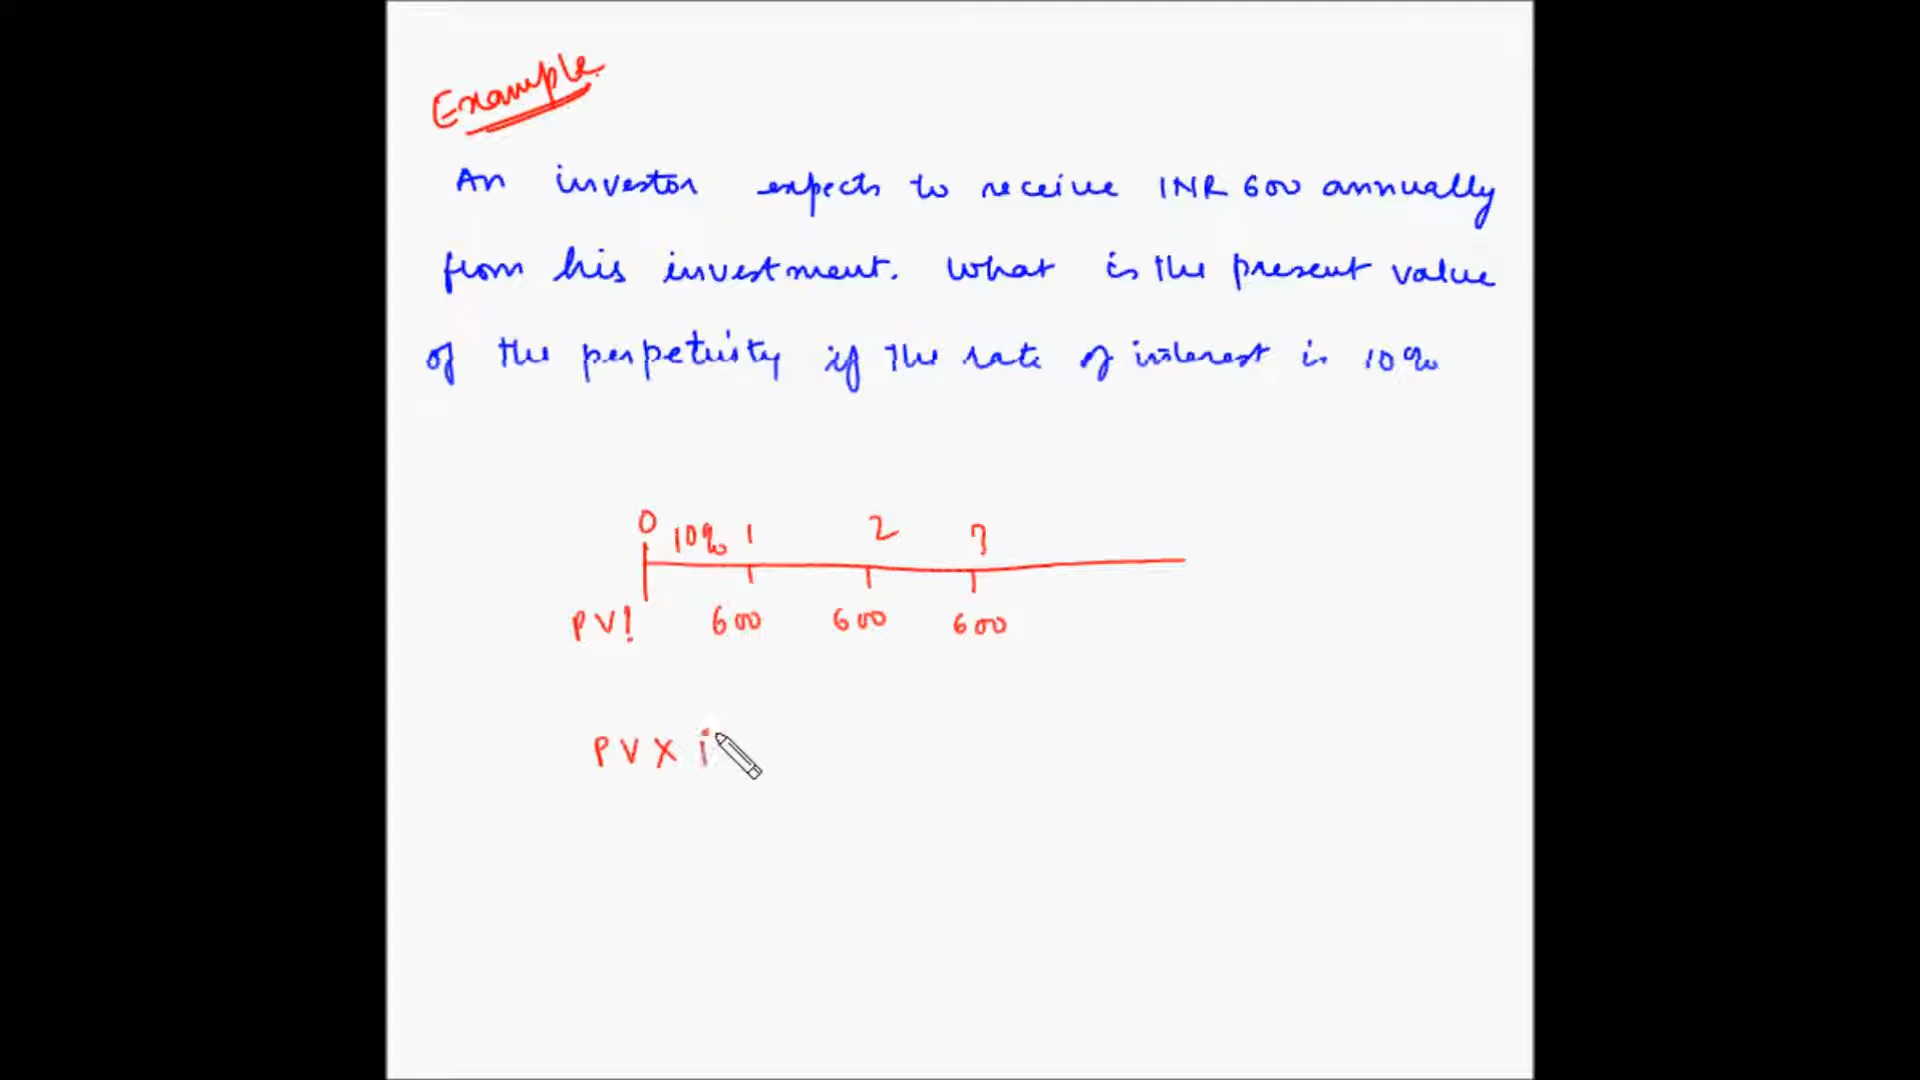 Example
An investor expects to receive INR 600 annually
from his investment. What is the present value
of the perpetuity if the rate of interest is 10%
0 10% 1 2 3
PV? 600 600 600
PV X i